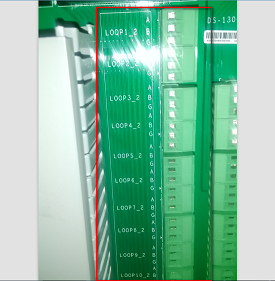 A
LOOP1_2 B
G
A
LOOP2_2 B
G
A
LOOP3_2 B
G
A
LOOP4_2 B
G
A
LOOP5_2 B
G
A
LOOP6_2 B
G
A
LOOP7_2 B
G
A
LOOP8_2 B
G
A
LOOP9_2 B
G
LOOP10_2 A
DS-130